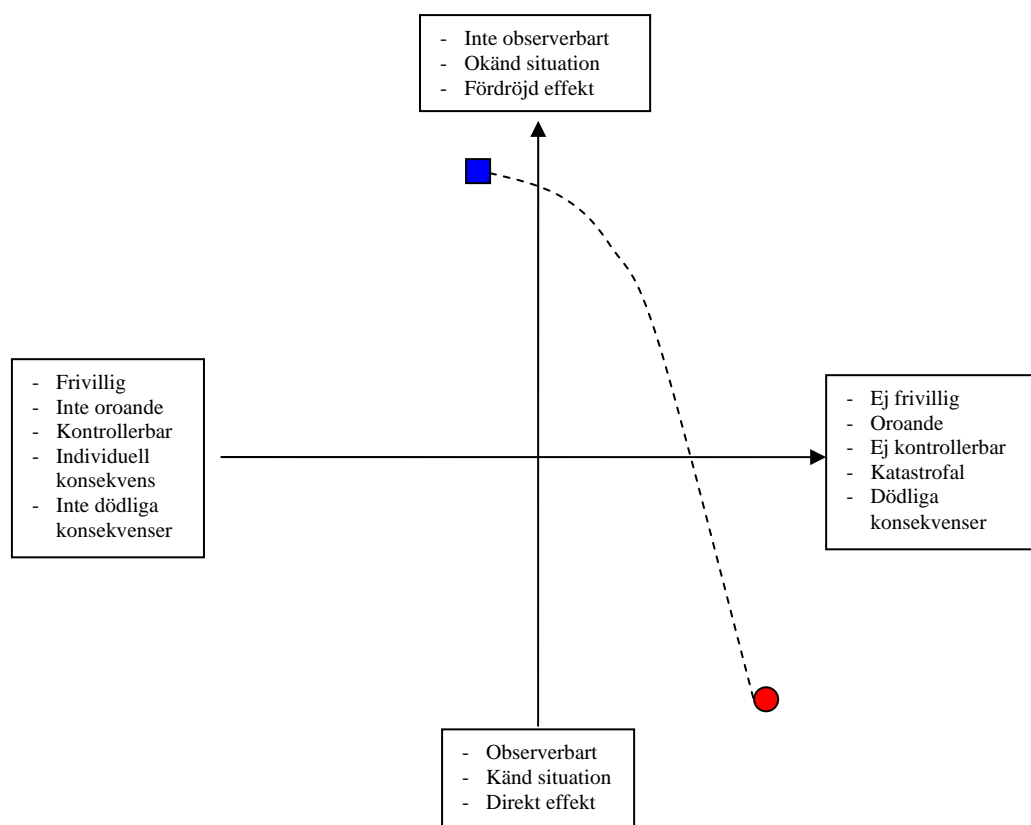 - Inte observerbart
- Okänd situation
- Fördröjd effekt
- Frivillig
- Inte oroande
- Kontrollerbar
- Individuell
konsekvens
- Inte dödliga
konsekvenser
- Ej frivillig
- Oroande
- Ej kontrollerbar
- Katastrofal
- Dödliga
konsekvenser
- Observerbart
- Känd situation
- Direkt effekt